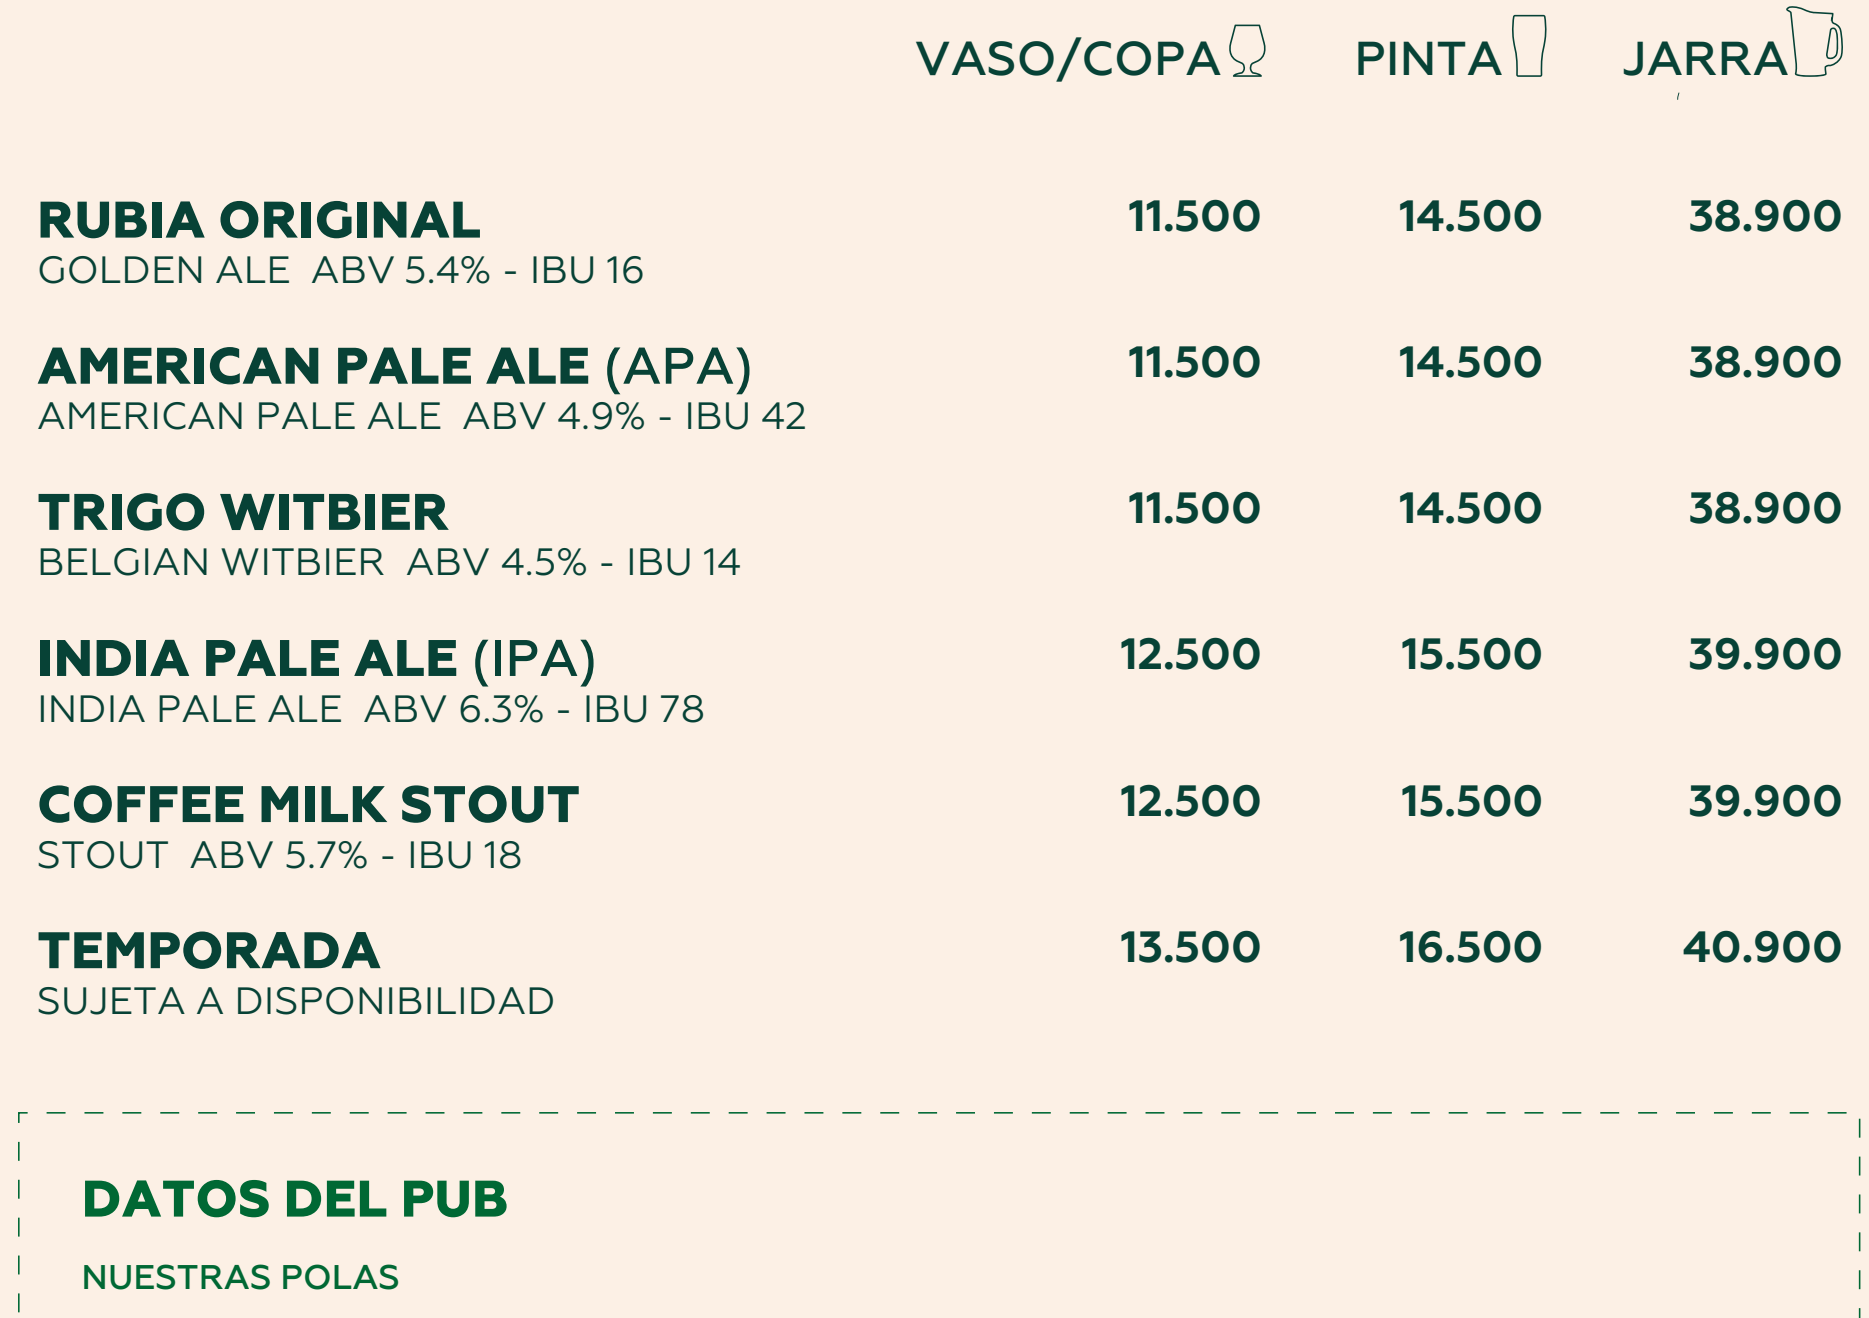 VASO/COPA PINTA JARRA
RUBIA ORIGINAL 11.500 14.500 38.900
GOLDEN ALE ABV 5.4% - IBU 16
AMERICAN PALE ALE (APA) 11.500 14.500 38.900
AMERICAN PALE ALE ABV 4.9% - IBU 42
TRIGO WITBIER 11.500 14.500 38.900
BELGIAN WITBIER ABV 4.5% - IBU 14
INDIA PALE ALE (IPA) 12.500 15.500 39.900
INDIA PALE ALE ABV 6.3% - IBU 78
COFFEE MILK STOUT 12.500 15.500 39.900
STOUT ABV 5.7% - IBU 18
TEMPORADA 13.500 16.500 40.900
SUJETA A DISPONIBILIDAD
DATOS DEL PUB
NUESTRAS POLAS